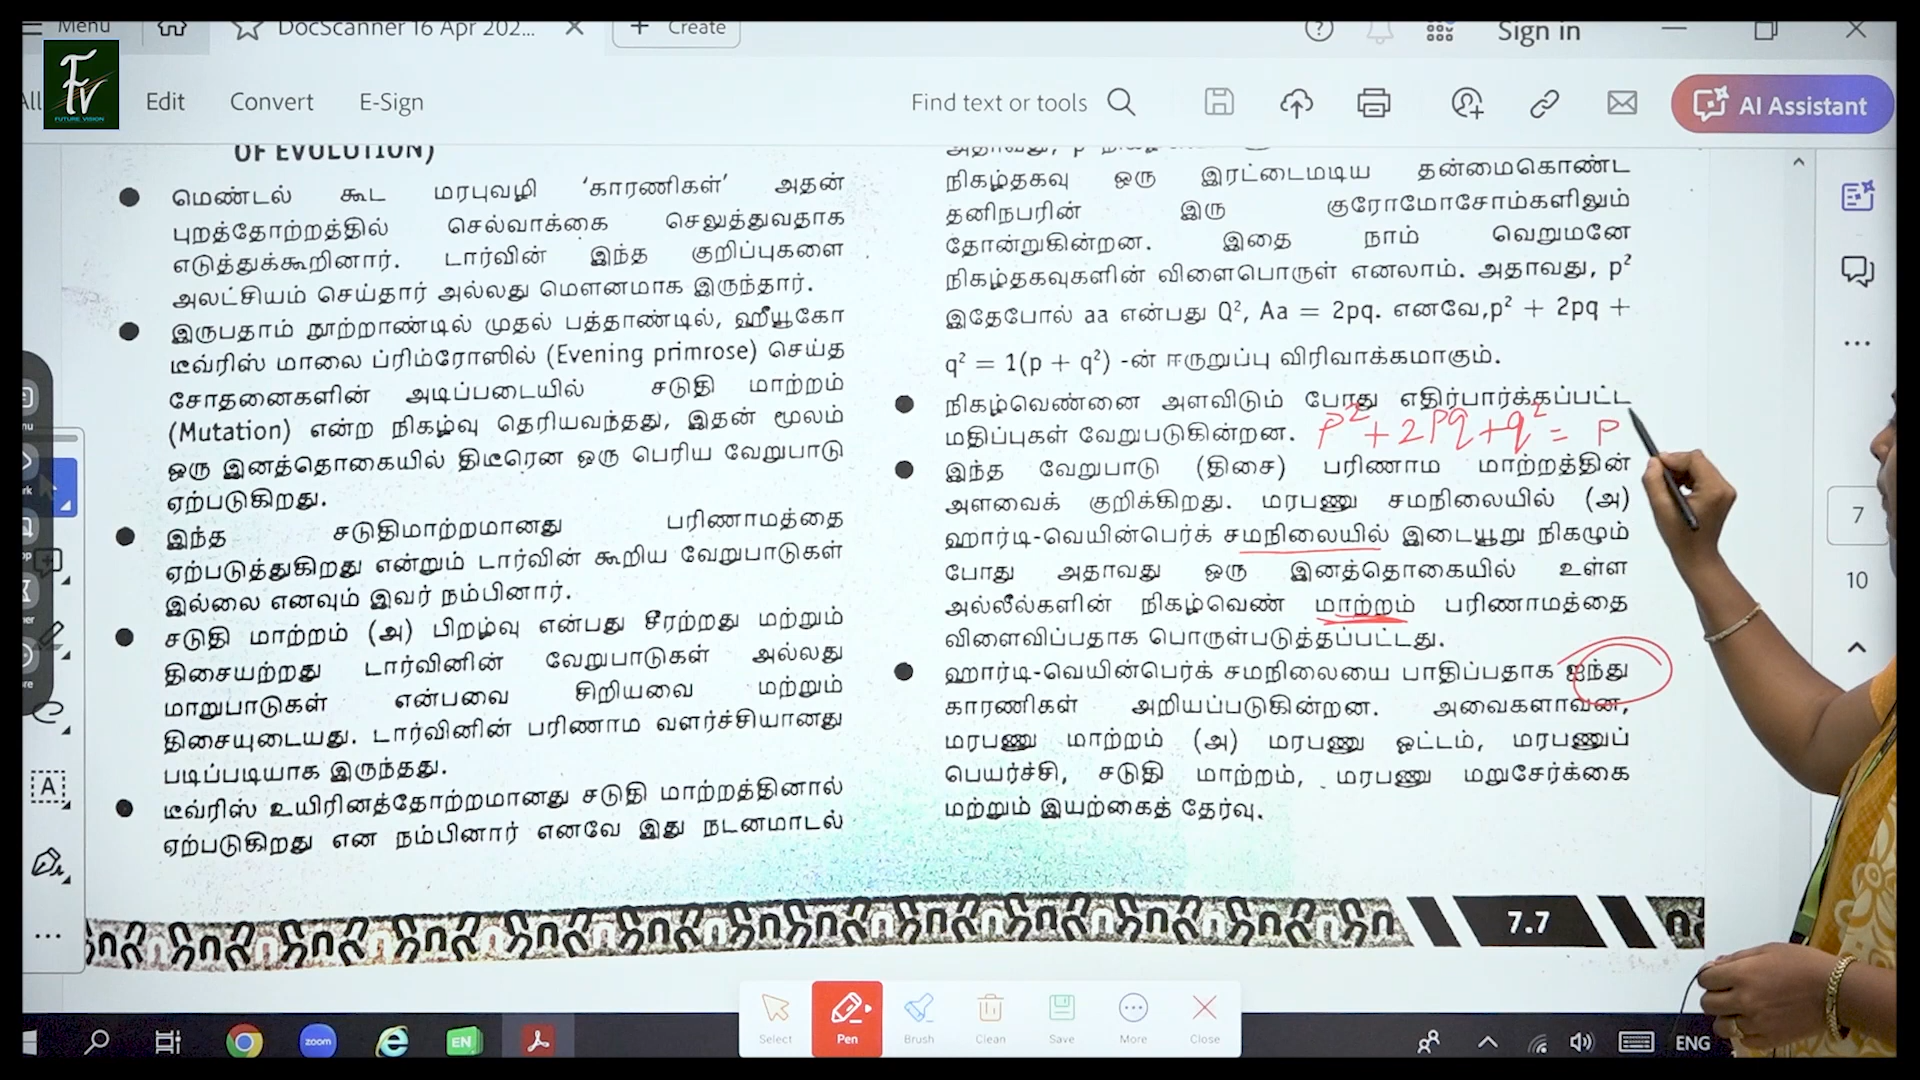 Menu
DocScanner 16 Apr 202...
Create
Sign in
FV
FUTURE VISION
All
Edit
Convert
E-Sign
Find text or tools
AI Assistant
OF EVOLUTION)
மெண்டல் கூட மரபுவழி ‘காரணிகள்’ அதன்
புறத்தோற்றத்தில் செல்வாக்கை செலுத்துவதாக
எடுத்துக்கூறினார். டார்வின் இந்த குறிப்புகளை
அலட்சியம் செய்தார் அல்லது மௌனமாக இருந்தார்.
இருபதாம் நூற்றாண்டில் முதல் பத்தாண்டில், ஹீயூகோ
டீவ்ரிஸ் மாலை ப்ரிம்ரோஸில் (Evening primrose) செய்த
சோதனைகளின் அடிப்படையில் சடுதி மாற்றம்
(Mutation) என்ற நிகழ்வு தெரியவந்தது, இதன் மூலம்
ஒரு இனத்தொகையில் திடீரென ஒரு பெரிய வேறுபாடு
ஏற்படுகிறது.
இந்த சடுதிமாற்றமானது பரிணாமத்தை
ஏற்படுத்துகிறது என்றும் டார்வின் கூறிய வேறுபாடுகள்
இல்லை எனவும் இவர் நம்பினார்.
சடுதி மாற்றம் (அ) பிறழ்வு என்பது சீரற்றது மற்றும்
திசையற்றது டார்வினின் வேறுபாடுகள் அல்லது
மாறுபாடுகள் என்பவை சிறியவை மற்றும்
திசையுடையது. டார்வினின் பரிணாம வளர்ச்சியானது
படிப்படியாக இருந்தது.
டீவ்ரிஸ் உயிரினத்தோற்றமானது சடுதி மாற்றத்தினால்
ஏற்படுகிறது என நம்பினார் எனவே இது நடனமாடல்
அதாவது, p
நிகழ்தகவு ஒரு இரட்டைமடிய தன்மைகொண்ட
தனிநபரின் இரு குரோமோசோம்களிலும்
தோன்றுகின்றன. இதை நாம் வெறுமனே
நிகழ்தகவுகளின் விளைபொருள் எனலாம். அதாவது, p²
இதேபோல் aa என்பது Q², Aa = 2pq. எனவே,p² + 2pq +
q² = 1(p + q²) -ன் ஈருறுப்பு விரிவாக்கமாகும்.
நிகழ்வெண்னை அளவிடும் போது எதிர்பார்க்கப்பட்ட
மதிப்புகள் வேறுபடுகின்றன. P² + 2Pq + q² = P
இந்த வேறுபாடு (திசை) பரிணாம மாற்றத்தின்
அளவைக் குறிக்கிறது. மரபணு சமநிலையில் (அ)
ஹார்டி-வெயின்பெர்க் சமநிலையில் இடையூறு நிகழும்
போது அதாவது ஒரு இனத்தொகையில் உள்ள
அல்லீல்களின் நிகழ்வெண் மாற்றம் பரிணாமத்தை
விளைவிப்பதாக பொருள்படுத்தப்பட்டது.
ஹார்டி-வெயின்பெர்க் சமநிலையை பாதிப்பதாக ஐந்து
காரணிகள் அறியப்படுகின்றன. அவைகளாவன,
மரபணு மாற்றம் (அ) மரபணு ஓட்டம், மரபணுப்
பெயர்ச்சி, சடுதி மாற்றம், மரபணு மறுசேர்க்கை
மற்றும் இயற்கைத் தேர்வு.
7.7
7
10
Select
Pen
Brush
Clean
Save
More
Close
zoom
EN
ENG